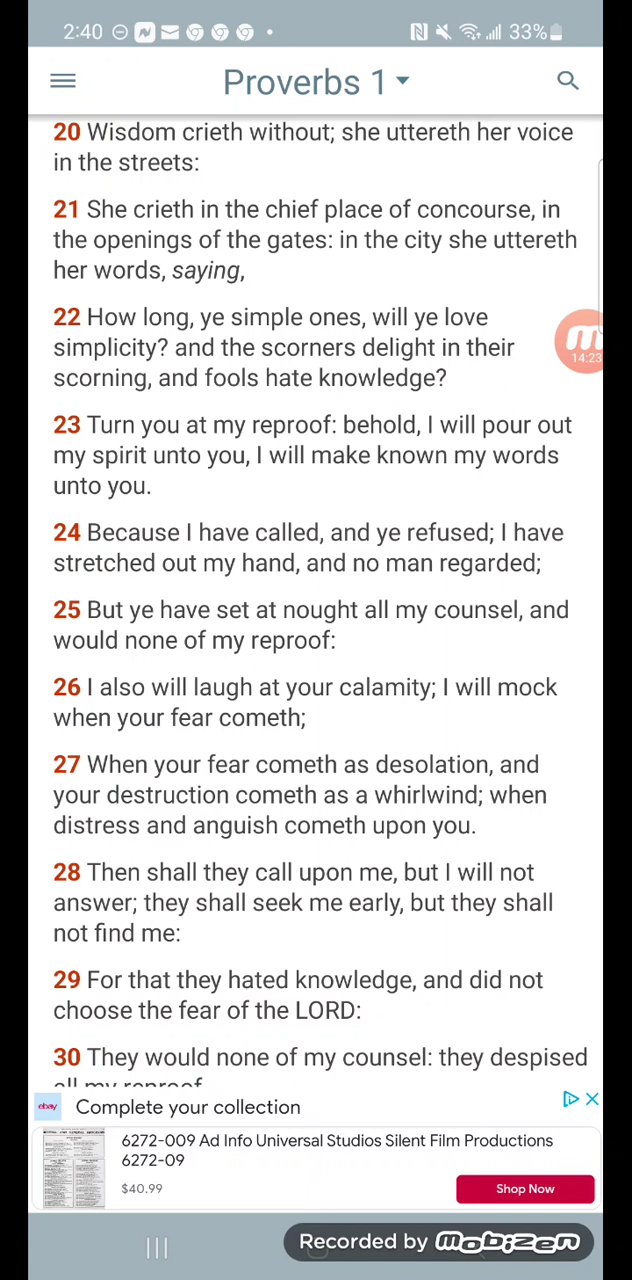 2:40
33%
Proverbs 1
20 Wisdom crieth without; she uttereth her voice
in the streets:
21 She crieth in the chief place of concourse, in
the openings of the gates: in the city she uttereth
her words, saying,
14:23
22 How long, ye simple ones, will ye love
simplicity? and the scorners delight in their
scorning, and fools hate knowledge?
23 Turn you at my reproof: behold, I will pour out
my spirit unto you, I will make known my words
unto you.
24 Because I have called, and ye refused; I have
stretched out my hand, and no man regarded;
25 But ye have set at nought all my counsel, and
would none of my reproof:
26 I also will laugh at your calamity; I will mock
when your fear cometh;
27 When your fear cometh as desolation, and
your destruction cometh as a whirlwind; when
distress and anguish cometh upon you.
28 Then shall they call upon me, but I will not
answer; they shall seek me early, but they shall
not find me:
29 For that they hated knowledge, and did not
choose the fear of the LORD:
30 They would none of my counsel: they despised
all my reproof
ebay
Complete your collection
6272-009 Ad Info Universal Studios Silent Film Productions
6272-09
$40.99
Shop Now
Recorded by mobizen